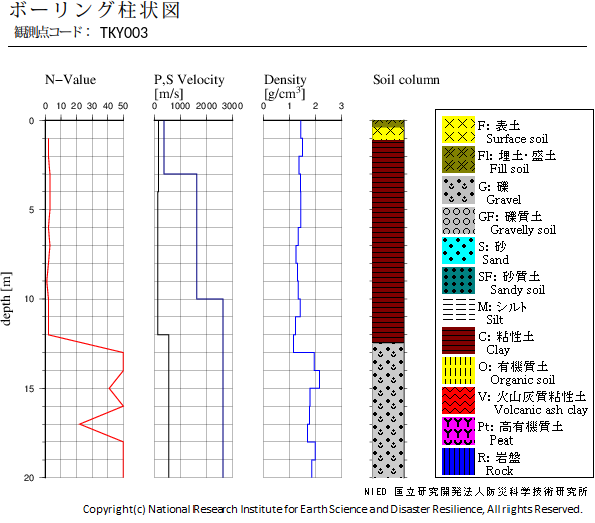 ボーリング柱状図
観測点コード： TKY003
N−Value
P,S Velocity
[m/s]
Density
[g/cm³]
Soil column
0 10 20 30 40 50
0 1000 2000 3000
0 1 2 3
0
5
10
15
20
depth [m]
F: 表土
Surface soil
Fl: 埋土・盛土
Fill soil
G: 礫
Gravel
GF: 礫質土
Gravelly soil
S: 砂
Sand
SF: 砂質土
Sandy soil
M: シルト
Silt
C: 粘性土
Clay
O: 有機質土
Organic soil
V: 火山灰質粘性土
Volcanic ash clay
Pt: 高有機質土
Peat
R: 岩盤
Rock
NIED 国立研究開発法人防災科学技術研究所
Copyright(c) National Research Institute for Earth Science and Disaster Resilience, All rights Reserved.